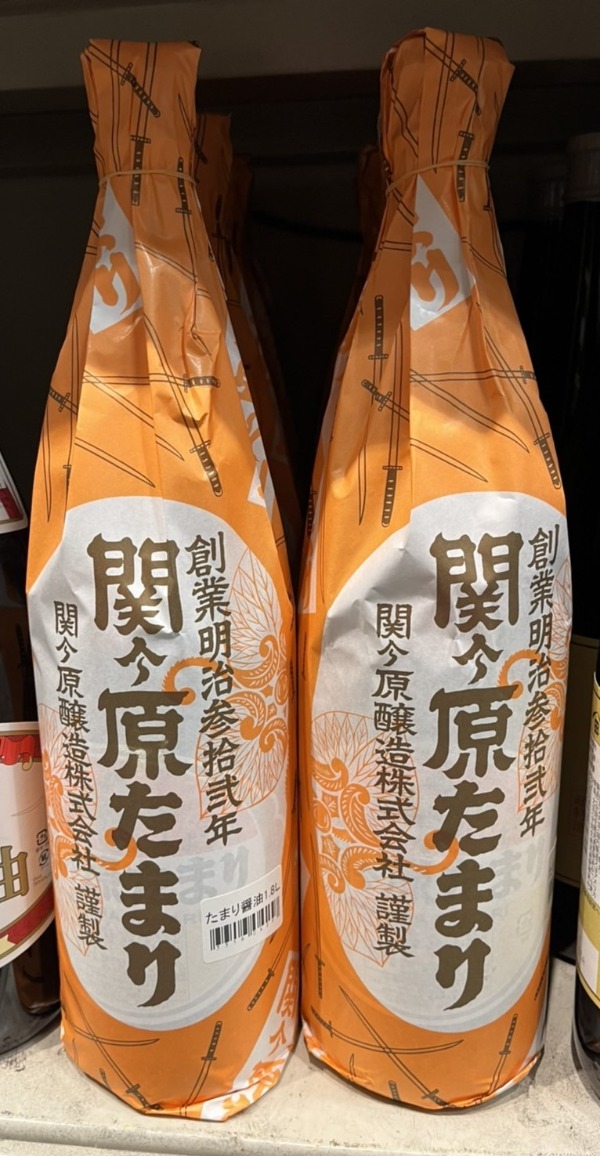 創業明治参拾弐年
関ヶ原たまり
関ヶ原醸造株式会社 謹製
たまり醤油1.8L
創業明治参拾弐年
関ヶ原たまり
関ヶ原醸造株式会社 謹製
油